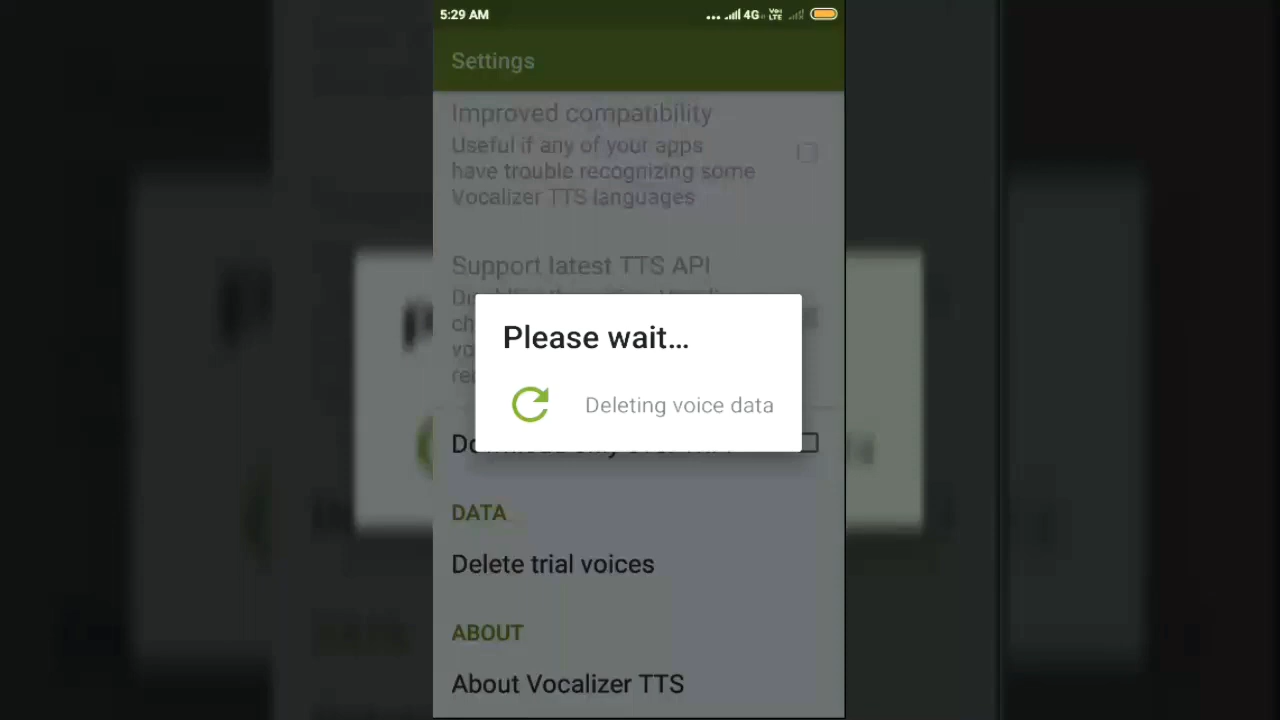 5:29 AM
4G
Settings
Improved compatibility
Useful if any of your apps
have trouble recognizing some
Vocalizer TTS languages
Support latest TTS API
Please wait...
Deleting voice data
DATA
Delete trial voices
ABOUT
About Vocalizer TTS